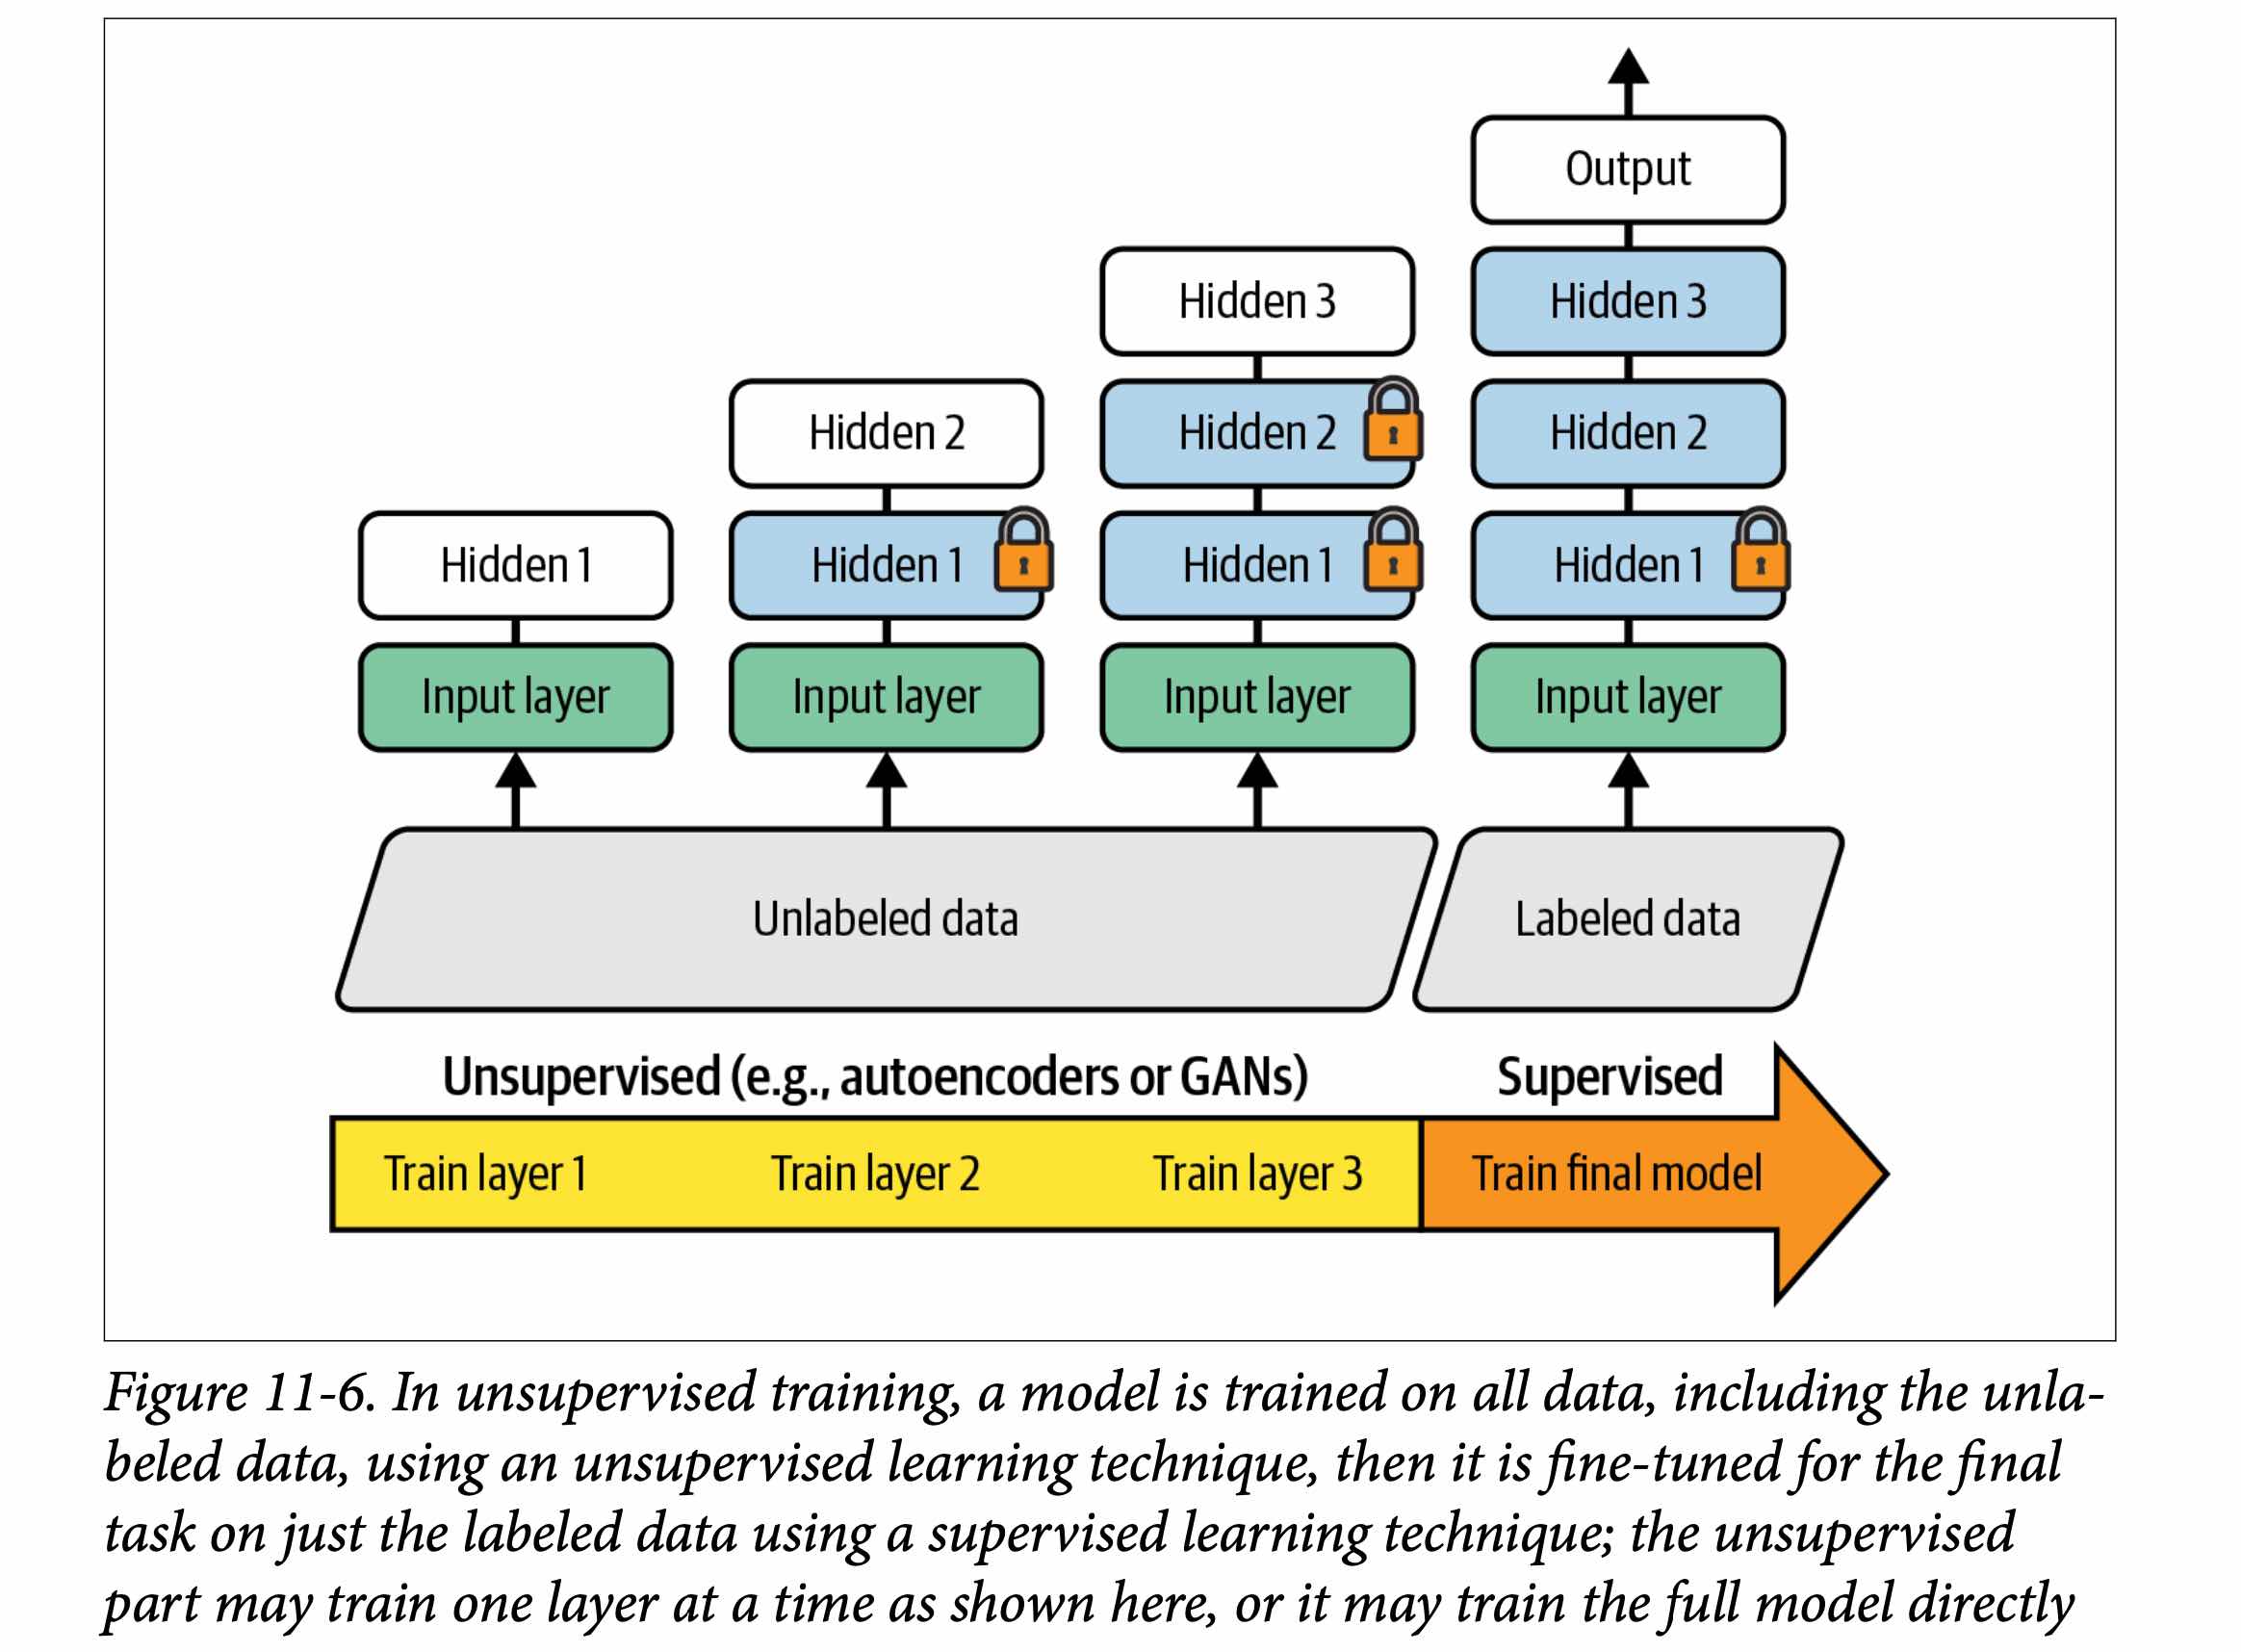 Output
Hidden 3
Hidden 3
Hidden 2
Hidden 2
Hidden 2
Hidden 1
Hidden 1
Hidden 1
Hidden 1
Input layer
Input layer
Input layer
Input layer
Unlabeled data
Labeled data
Unsupervised (e.g., autoencoders or GANs)
Supervised
Train layer 1
Train layer 2
Train layer 3
Train final model
Figure 11-6. In unsupervised training, a model is trained on all data, including the unla-
beled data, using an unsupervised learning technique, then it is fine-tuned for the final
task on just the labeled data using a supervised learning technique; the unsupervised
part may train one layer at a time as shown here, or it may train the full model directly